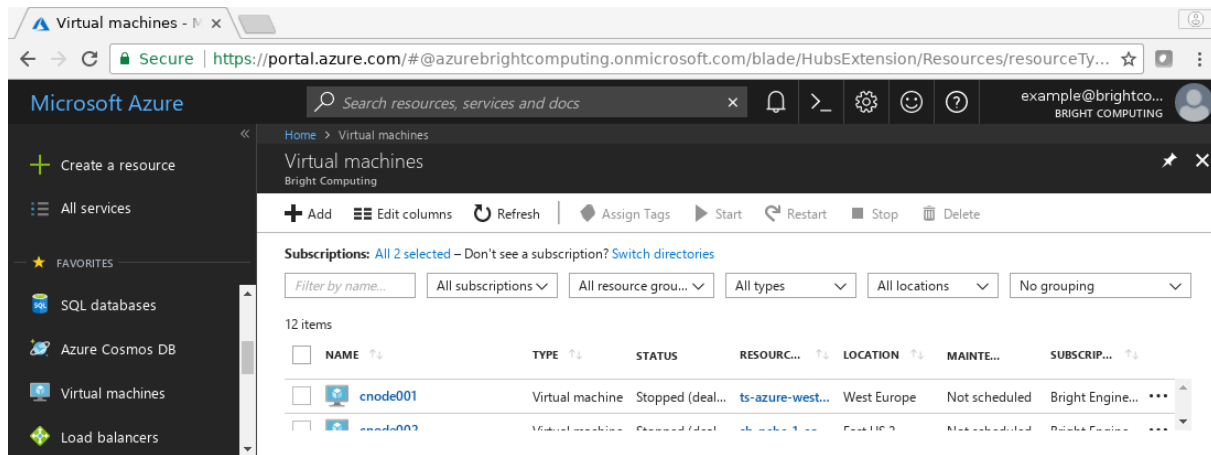 Virtual machines - M
Secure | https://portal.azure.com/#@azurebrightcomputing.onmicrosoft.com/blade/HubsExtension/Resources/resourceTy...
Microsoft Azure
Search resources, services and docs
example@brightco...
BRIGHT COMPUTING
Home > Virtual machines
Virtual machines
Bright Computing
Create a resource
All services
FAVORITES
SQL databases
Azure Cosmos DB
Virtual machines
Load balancers
Add Edit columns Refresh Assign Tags Start Restart Stop Delete
Subscriptions: All 2 selected – Don't see a subscription? Switch directories
Filter by name... All subscriptions All resource grou... All types All locations No grouping
12 items
NAME TYPE STATUS RESOURC... LOCATION MAINTE... SUBSCRIP...
cnode001 Virtual machine Stopped (deal... ts-azure-west... West Europe Not scheduled Bright Engine...